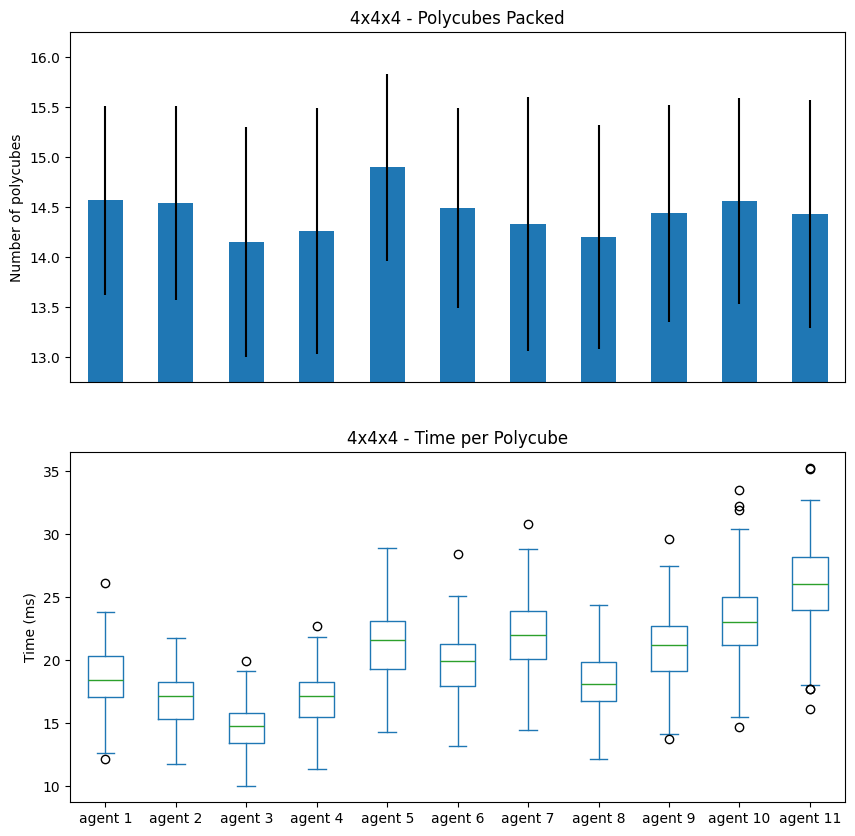 4x4x4 - Polycubes Packed
Number of polycubes
16.0
15.5
15.0
14.5
14.0
13.5
13.0
4x4x4 - Time per Polycube
Time (ms)
35
30
25
20
15
10
agent 1 agent 2 agent 3 agent 4 agent 5 agent 6 agent 7 agent 8 agent 9 agent 10 agent 11